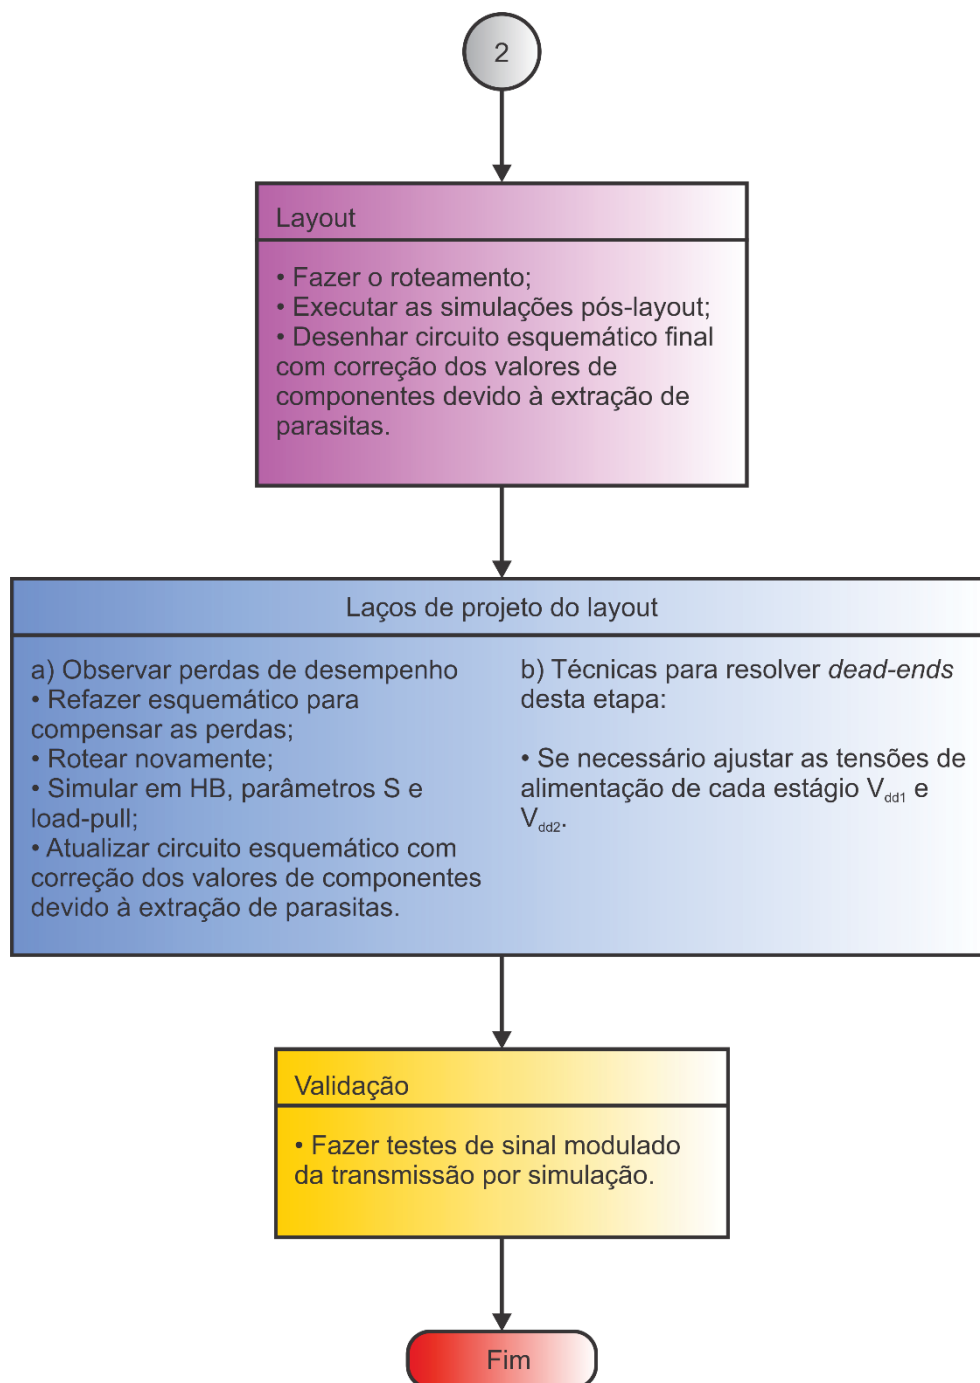 2
Layout
• Fazer o roteamento;
• Executar as simulações pós-layout;
• Desenhar circuito esquemático final
com correção dos valores de
componentes devido à extração de
parasitas.
Laços de projeto do layout
a) Observar perdas de desempenho
• Refazer esquemático para
compensar as perdas;
• Rotear novamente;
• Simular em HB, parâmetros S e
load-pull;
• Atualizar circuito esquemático com
correção dos valores de componentes
devido à extração de parasitas.
b) Técnicas para resolver dead-ends
desta etapa:
• Se necessário ajustar as tensões de
alimentação de cada estágio Vdd1 e
Vdd2.
Validação
• Fazer testes de sinal modulado
da transmissão por simulação.
Fim